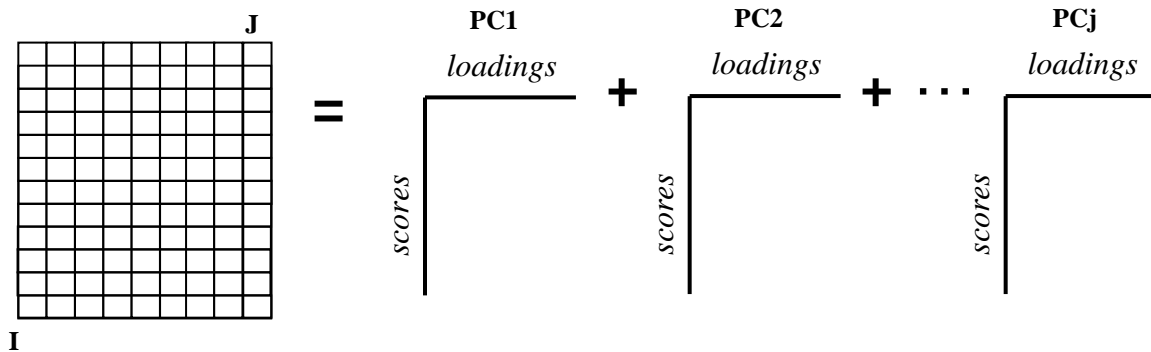 J
I
=
PC1
loadings
scores
+
PC2
loadings
scores
+ ...
PCj
loadings
scores